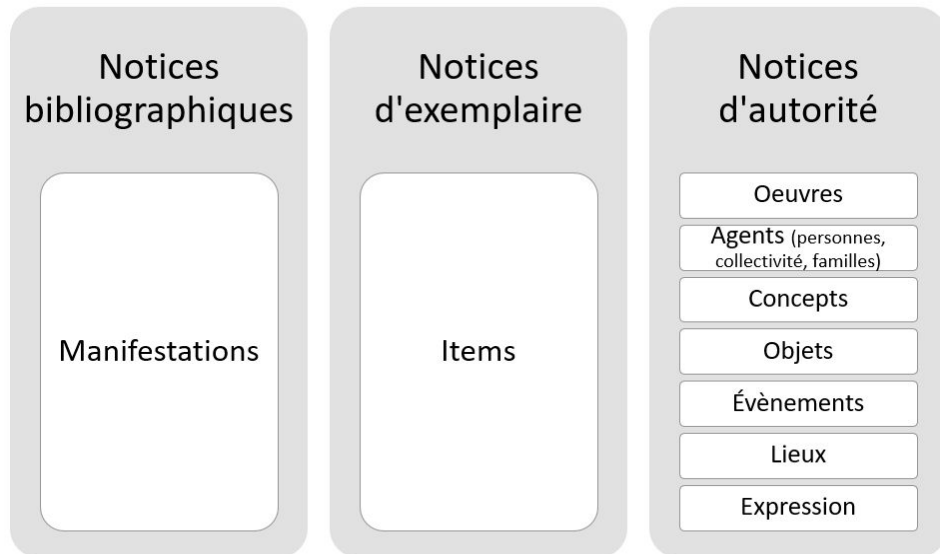 Notices
bibliographiques
Manifestations
Notices
d'exemplaire
Items
Notices
d'autorité
Oeuvres
Agents (personnes,
collectivité, familles)
Concepts
Objets
Évènements
Lieux
Expression